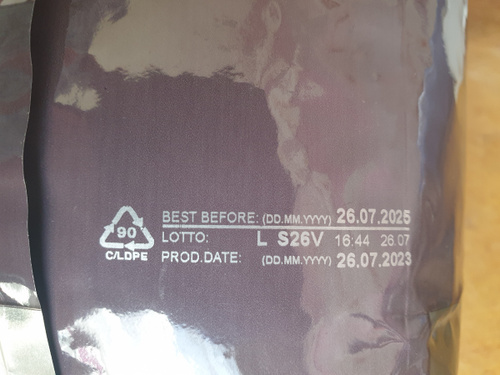 BEST BEFORE: (DD.MM.YYYY) 26.07.2025
90
LOTTO: L S26V 16:44 26.07
C/LDPE
PROD.DATE: (DD.MM.YYYY) 26.07.2023